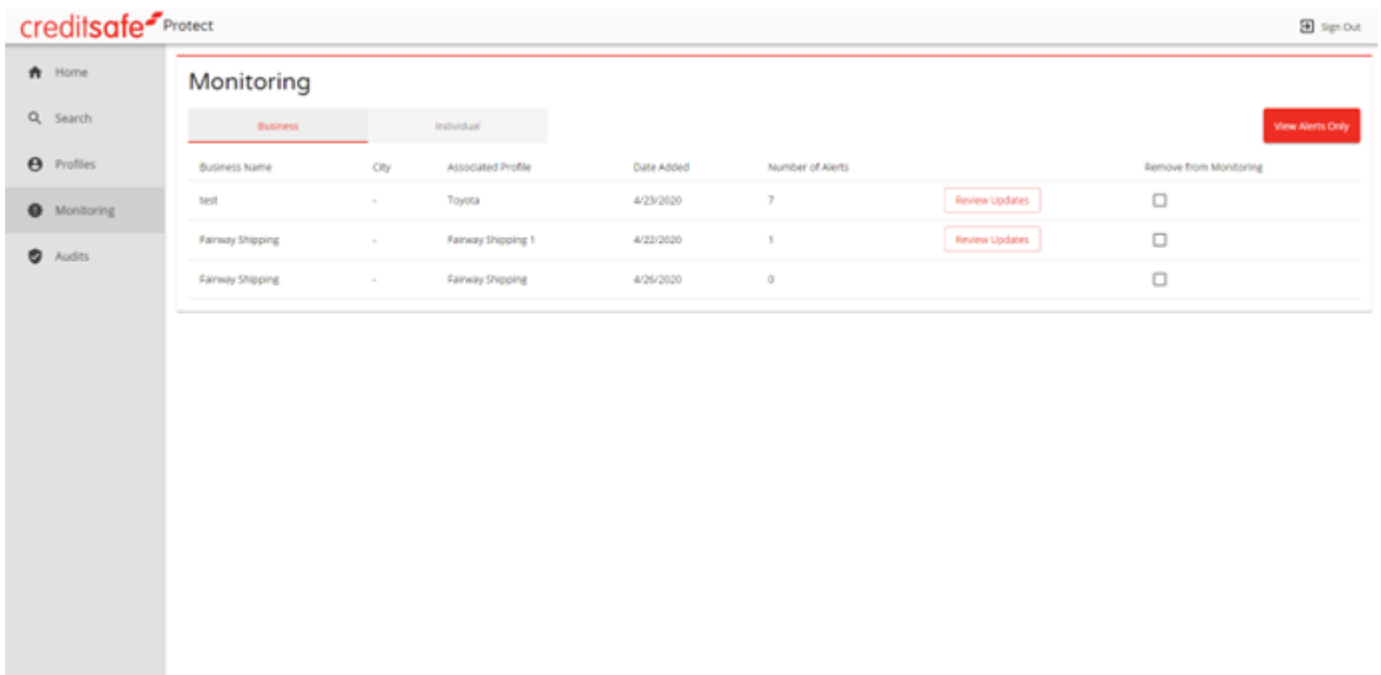 creditsafe Protect Sign Out
Home
Search
Profiles
Monitoring
Audits
Monitoring
Business Individual View Alerts Only
Business Name City Associated Profile Date Added Number of Alerts Remove from Monitoring
test - Toyota 4/23/2020 7 Review Updates
Fairway Shipping - Fairway Shipping 1 4/22/2020 1 Review Updates
Fairway Shipping - Fairway Shipping 4/26/2020 0